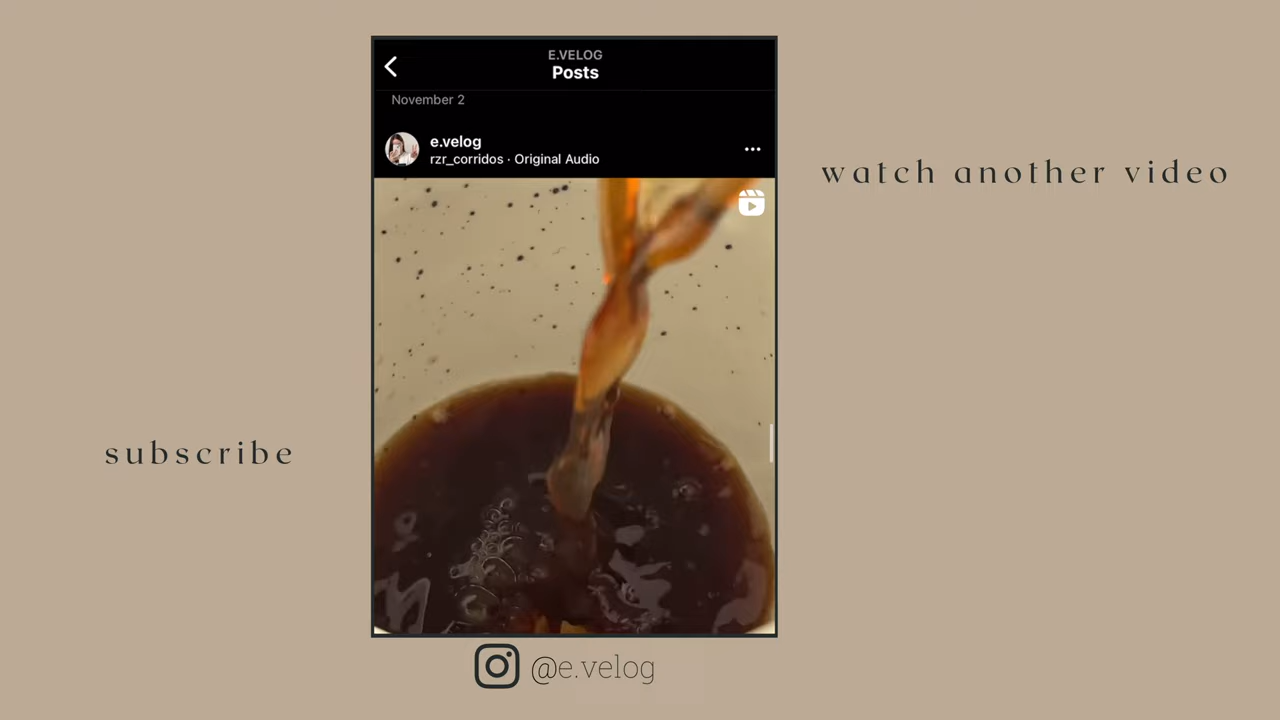 E.VELOG
Posts
November 2
e.velog
rzr_corridos · Original Audio
watch another video
subscribe
@e.velog